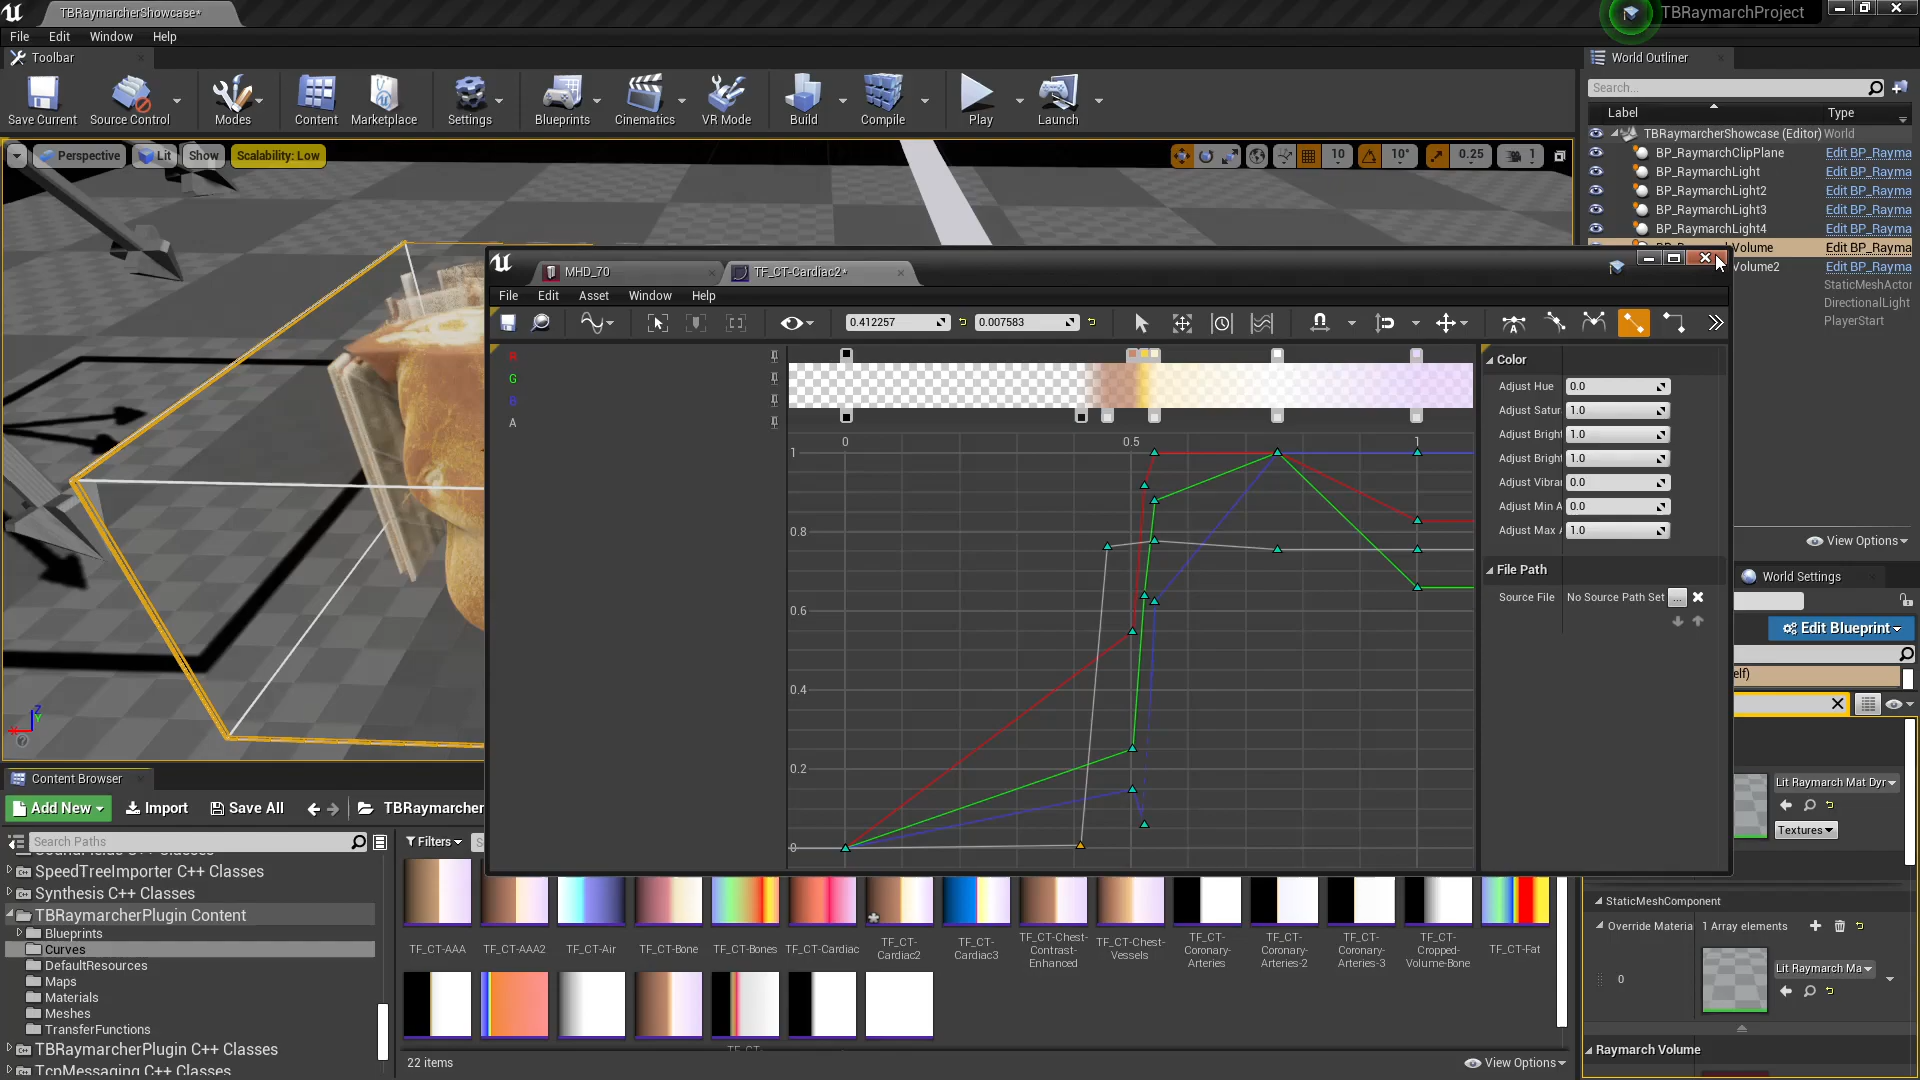 TBRaymarcherShowcase*
TBRaymarchProject
File Edit Window Help
Toolbar
Save Current
Source Control
Modes
Content
Marketplace
Settings
Blueprints
Cinematics
VR Mode
Build
Compile
Play
Launch
World Outliner
Search...
Label Type
TBRaymarcherShowcase (Editor) World
BP_RaymarchClipPlane Edit BP_Rayma
BP_RaymarchLight Edit BP_Rayma
BP_RaymarchLight2 Edit BP_Rayma
BP_RaymarchLight3 Edit BP_Rayma
BP_RaymarchLight4 Edit BP_Rayma
Volume Edit BP_Rayma
Volume2 Edit BP_Rayma
StaticMeshActor
DirectionalLight
PlayerStart
View Options
World Settings
Edit Blueprint
elf)
Perspective Lit Show Scalability: Low
10 10° 0.25 1
MHD_70
TF_CT-Cardiac2*
File Edit Asset Window Help
0.412257 0.007583
R
G
B
A
0 0.5 1
1
0.8
0.6
0.4
0.2
0
Color
Adjust Hue 0.0
Adjust Satur 1.0
Adjust Bright 1.0
Adjust Bright 1.0
Adjust Vibrar 0.0
Adjust Min A 0.0
Adjust Max A 1.0
File Path
Source File No Source Path Set ...
Z
Y
X
Content Browser
Add New Import Save All TBRaymarcher
Search Paths
Filters
SpeedTreeImporter C++ Classes
Synthesis C++ Classes
TBRaymarcherPlugin Content
Blueprints
Curves
DefaultResources
Maps
Materials
Meshes
TransferFunctions
TBRaymarcherPlugin C++ Classes
TcpMessaging C++ Classes
TF_CT-AAA
TF_CT-AAA2
TF_CT-Air
TF_CT-Bone
TF_CT-Bones
TF_CT-Cardiac
TF_CT-
Cardiac2
TF_CT-
Cardiac3
TF_CT-Chest-
Contrast-
Enhanced
TF_CT-Chest-
Vessels
TF_CT-
Coronary-
Arteries
TF_CT-
Coronary-
Arteries-2
TF_CT-
Coronary-
Arteries-3
TF_CT-
Cropped-
Volume-Bone
TF_CT-Fat
22 items
View Options
Lit Raymarch Mat Dyr
Textures
StaticMeshComponent
Override Materia 1 Array elements
0
Lit Raymarch Ma
Raymarch Volume